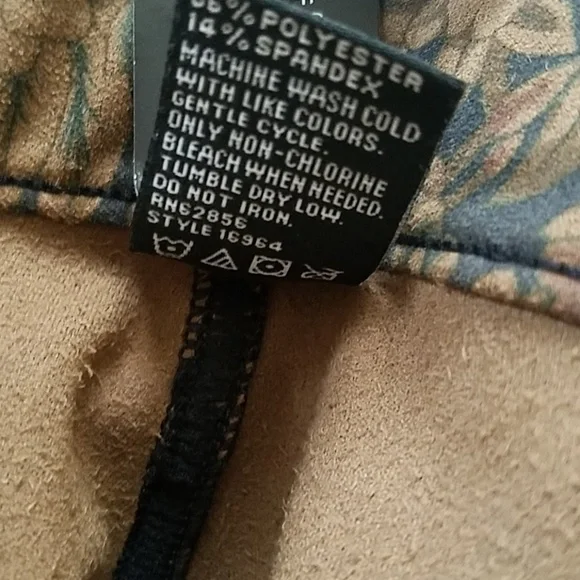 86% POLYESTER
14% SPANDEX
MACHINE WASH COLD
WITH LIKE COLORS.
GENTLE CYCLE.
ONLY NON-CHLORINE
BLEACH WHEN NEEDED.
TUMBLE DRY LOW.
DO NOT IRON.
RN62856
STYLE 16964